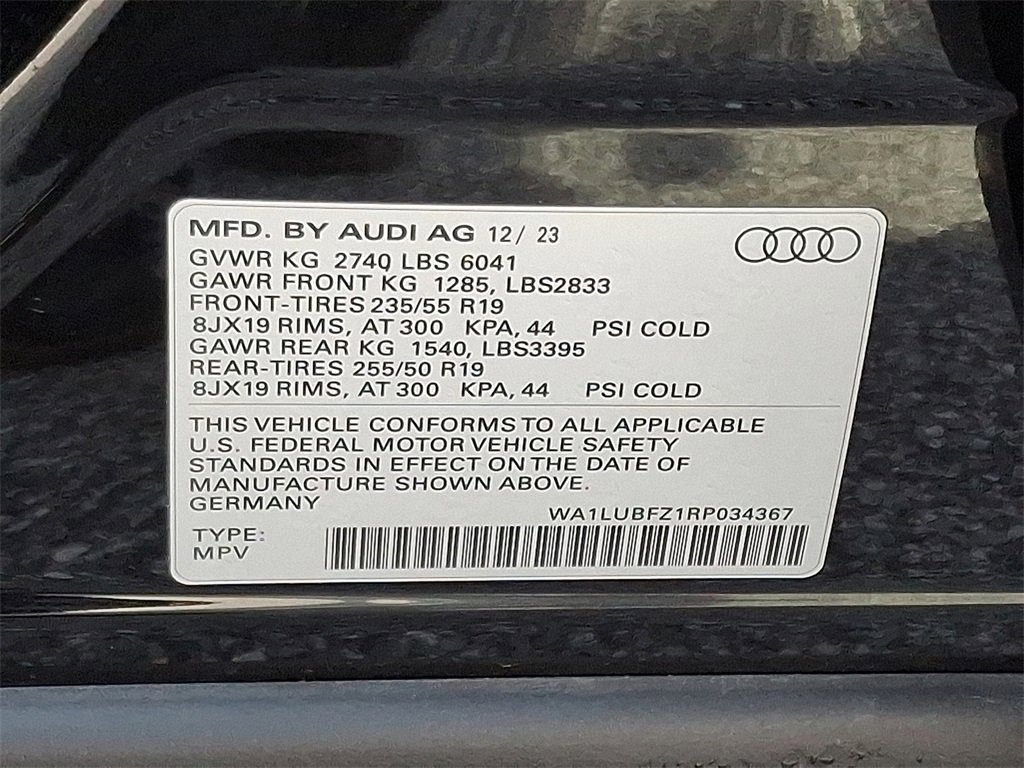 MFD. BY AUDI AG 12/ 23
GVWR KG 2740 LBS 6041
GAWR FRONT KG 1285, LBS2833
FRONT-TIRES 235/55 R19
8JX19 RIMS, AT 300 KPA, 44 PSI COLD
GAWR REAR KG 1540, LBS3395
REAR-TIRES 255/50 R19
8JX19 RIMS, AT 300 KPA, 44 PSI COLD
THIS VEHICLE CONFORMS TO ALL APPLICABLE
U.S. FEDERAL MOTOR VEHICLE SAFETY
STANDARDS IN EFFECT ON THE DATE OF
MANUFACTURE SHOWN ABOVE.
GERMANY
WA1LUBFZ1RP034367
TYPE:
MPV